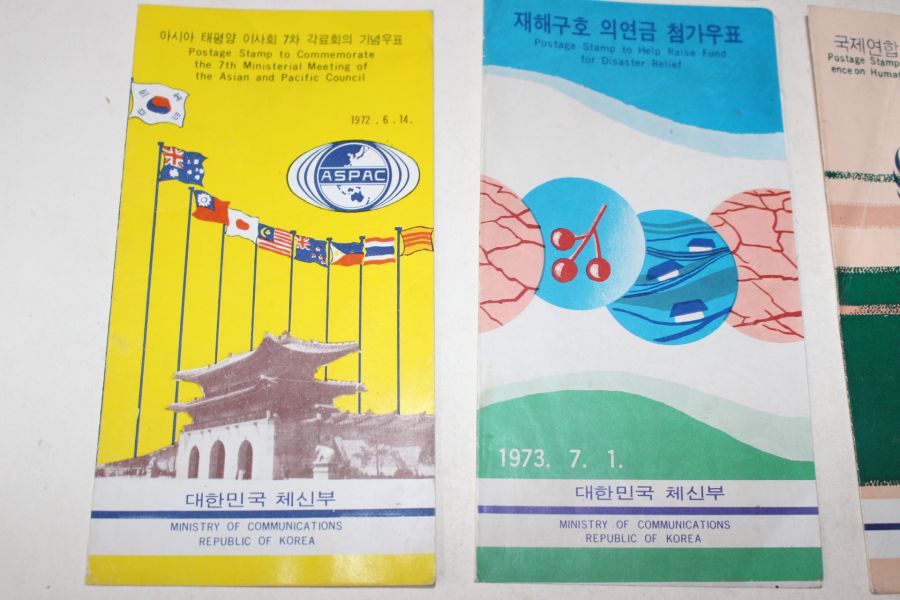 아시아 태평양 이사회 7차 각료회의 기념우표
Postage Stamp to Commemorate
the 7th Ministerial Meeting of
the Asian and Pacific Council
1972 . 6 . 14.
ASPAC
대한민국 체신부
MINISTRY OF COMMUNICATIONS
REPUBLIC OF KOREA
재해구호 의연금 첨가우표
Postage Stamp to Help Raise Fund
for Disaster Relief
1973. 7. 1.
대한민국 체신부
MINISTRY OF COMMUNICATIONS
REPUBLIC OF KOREA
국제연합
Postage Stamp
ence on Human